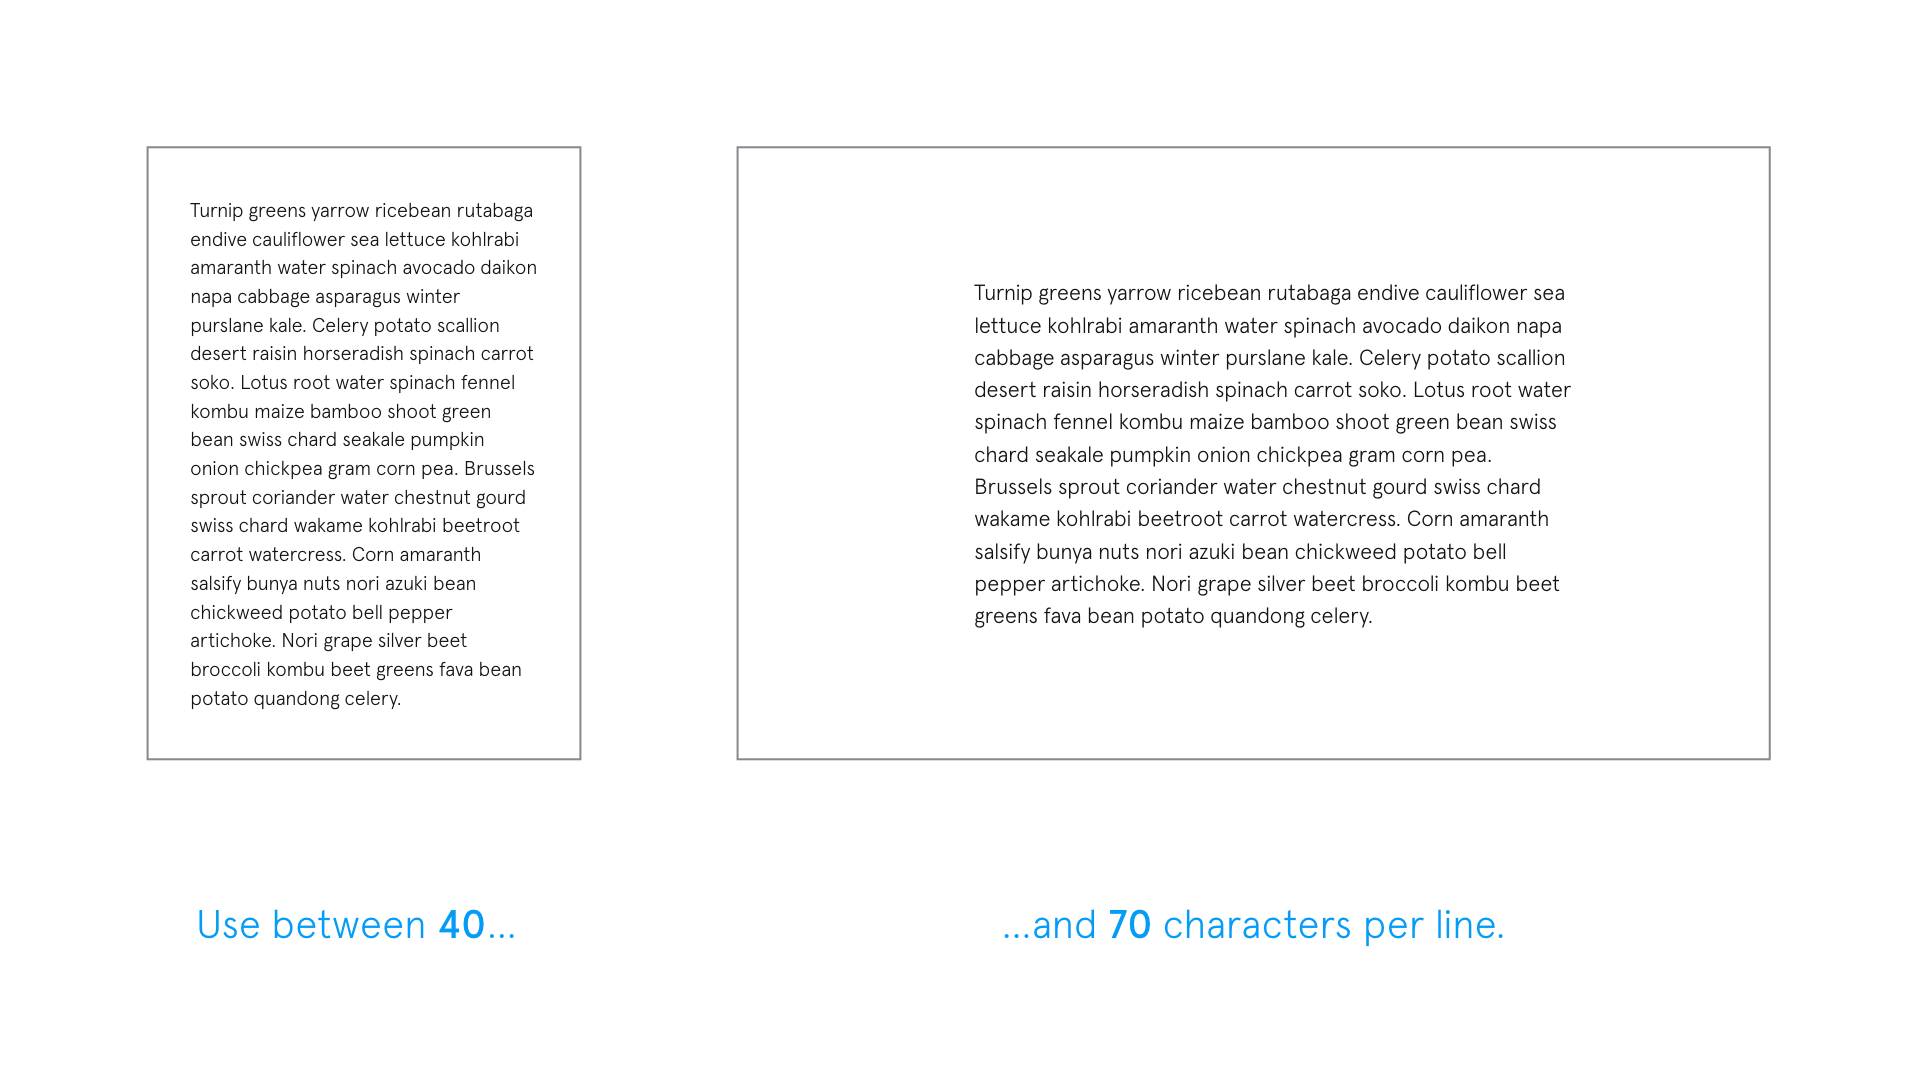 Turnip greens yarrow ricebean rutabaga
endive cauliflower sea lettuce kohlrabi
amaranth water spinach avocado daikon
napa cabbage asparagus winter
purslane kale. Celery potato scallion
desert raisin horseradish spinach carrot
soko. Lotus root water spinach fennel
kombu maize bamboo shoot green
bean swiss chard seakale pumpkin
onion chickpea gram corn pea. Brussels
sprout coriander water chestnut gourd
swiss chard wakame kohlrabi beetroot
carrot watercress. Corn amaranth
salsify bunya nuts nori azuki bean
chickweed potato bell pepper
artichoke. Nori grape silver beet
broccoli kombu beet greens fava bean
potato quandong celery.
Turnip greens yarrow ricebean rutabaga endive cauliflower sea
lettuce kohlrabi amaranth water spinach avocado daikon napa
cabbage asparagus winter purslane kale. Celery potato scallion
desert raisin horseradish spinach carrot soko. Lotus root water
spinach fennel kombu maize bamboo shoot green bean swiss
chard seakale pumpkin onion chickpea gram corn pea.
Brussels sprout coriander water chestnut gourd swiss chard
wakame kohlrabi beetroot carrot watercress. Corn amaranth
salsify bunya nuts nori azuki bean chickweed potato bell
pepper artichoke. Nori grape silver beet broccoli kombu beet
greens fava bean potato quandong celery.
Use between 40...
...and 70 characters per line.